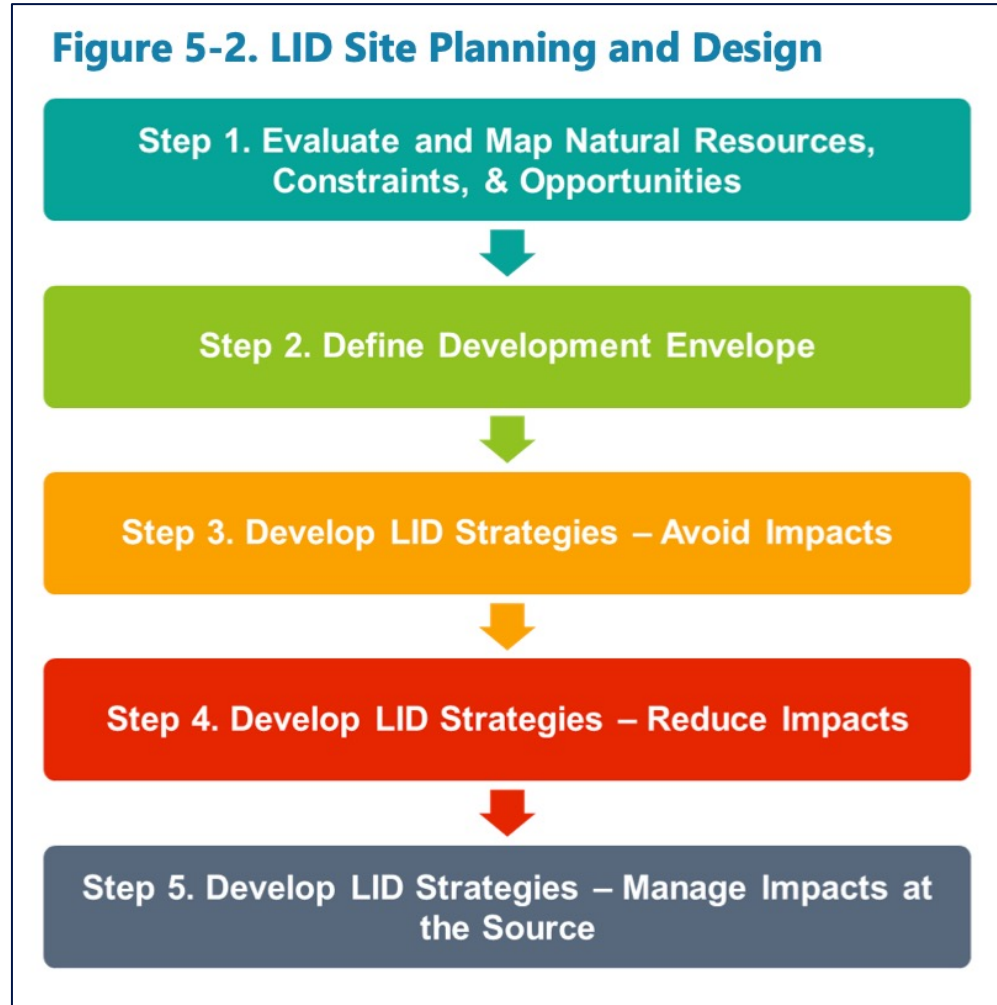 Figure 5-2. LID Site Planning and Design
Step 1. Evaluate and Map Natural Resources,
Constraints, & Opportunities
Step 2. Define Development Envelope
Step 3. Develop LID Strategies – Avoid Impacts
Step 4. Develop LID Strategies – Reduce Impacts
Step 5. Develop LID Strategies – Manage Impacts at
the Source